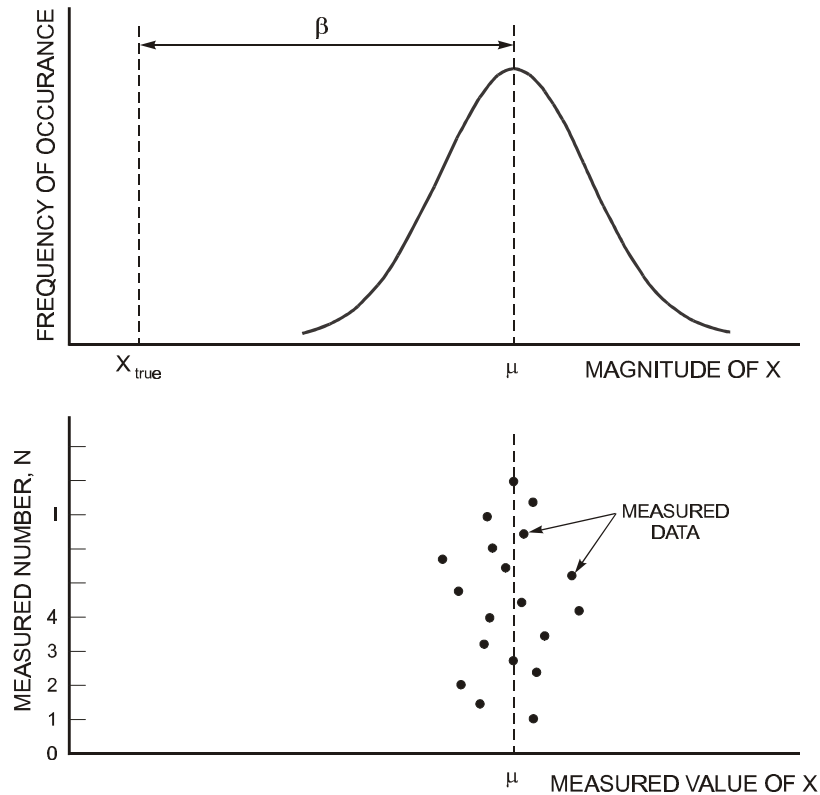 β
FREQUENCY OF OCCURANCE
X true
μ
MAGNITUDE OF X
MEASURED NUMBER, N
I
4
3
2
1
0
MEASURED
DATA
μ
MEASURED VALUE OF X